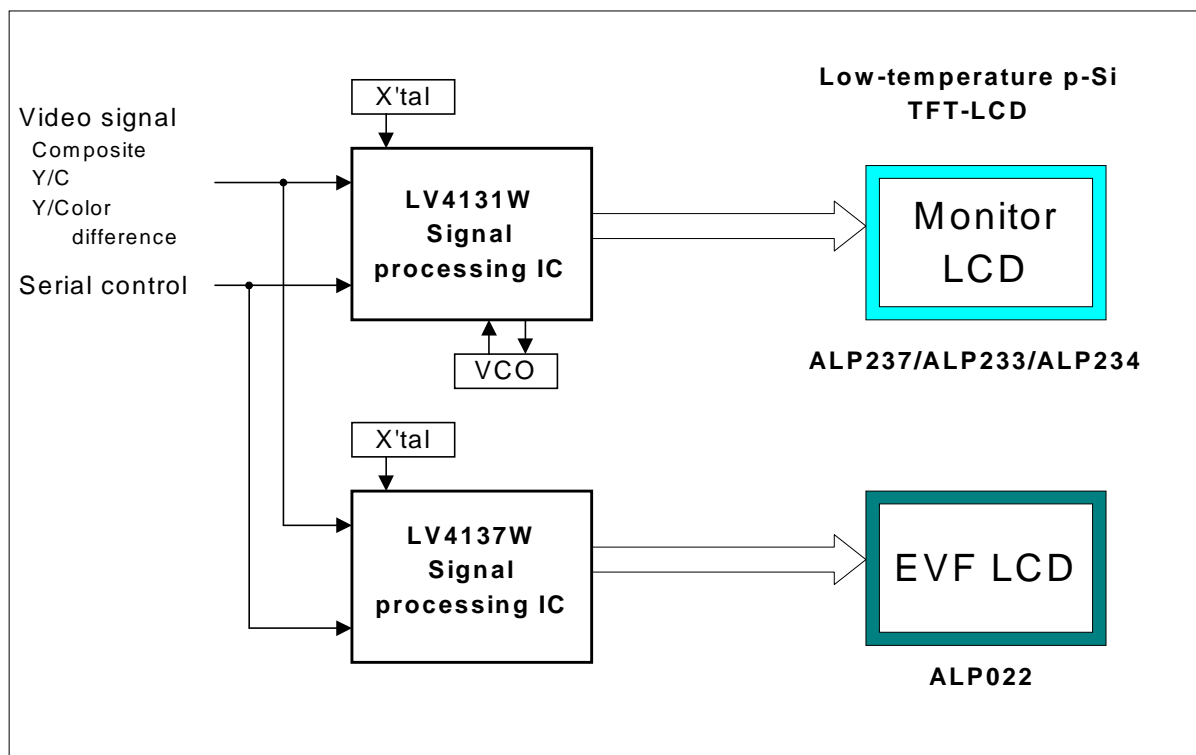 Low-temperature p-Si
TFT-LCD
X'tal
Video signal
Composite
Y/C
Y/Color
difference
Serial control
LV4131W
Signal
processing IC
VCO
Monitor
LCD
ALP237/ALP233/ALP234
X'tal
LV4137W
Signal
processing IC
EVF LCD
ALP022